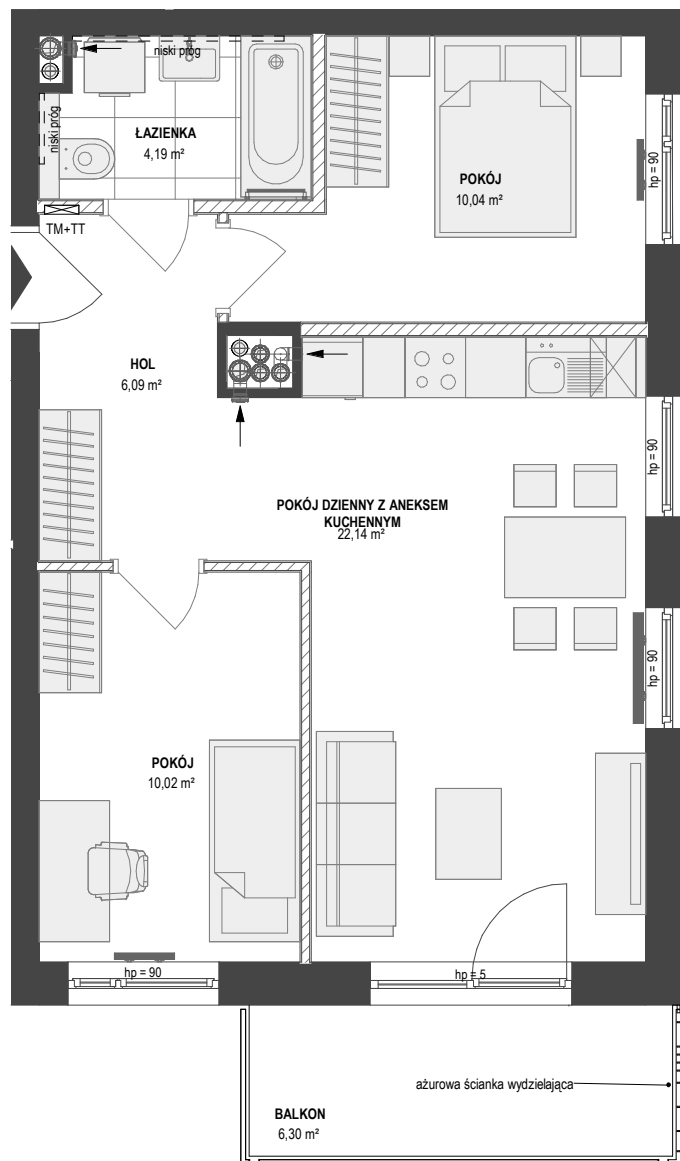 niski próg
niski próg
ŁAZIENKA
4,19 m²
POKÓJ
10,04 m²
hp = 90
TM+TT
HOL
6,09 m²
hp = 90
POKÓJ DZIENNY Z ANEKSEM
KUCHENNYM
22,14 m²
hp = 90
POKÓJ
10,02 m²
hp = 90
hp = 5
ażurowa ścianka wydzielająca
BALKON
6,30 m²